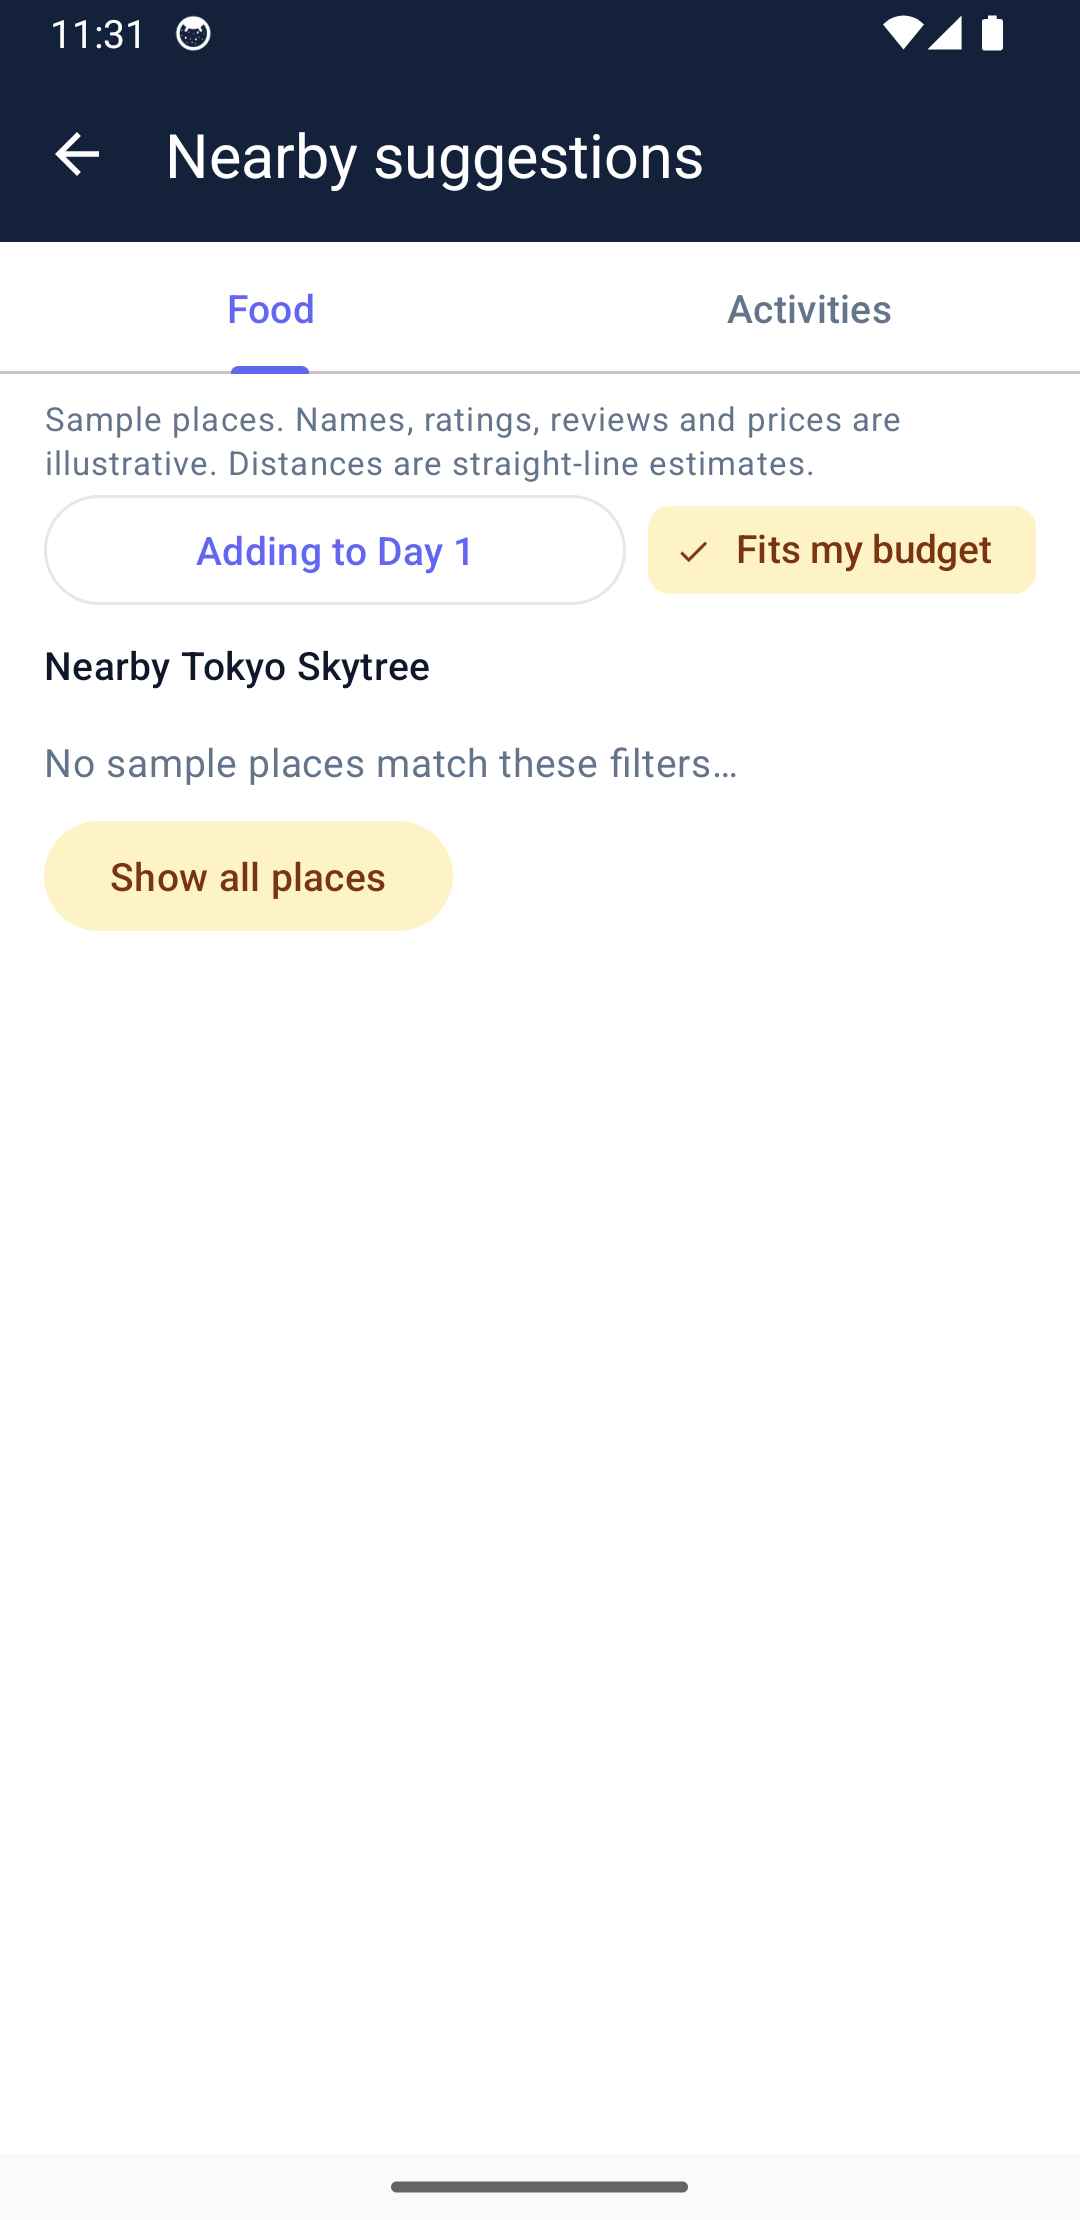 11:31
Nearby suggestions
Food
Activities
Sample places. Names, ratings, reviews and prices are
illustrative. Distances are straight-line estimates.
Adding to Day 1
Fits my budget
Nearby Tokyo Skytree
No sample places match these filters…
Show all places